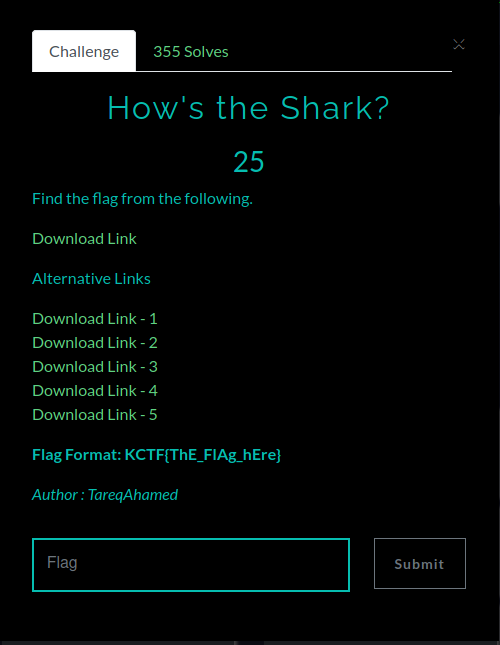 Challenge
355 Solves
How's the Shark?
25
Find the flag from the following.
Download Link
Alternative Links
Download Link - 1
Download Link - 2
Download Link - 3
Download Link - 4
Download Link - 5
Flag Format: KCTF{ThE_FlAg_hEre}
Author : TareqAhamed
Flag
Submit